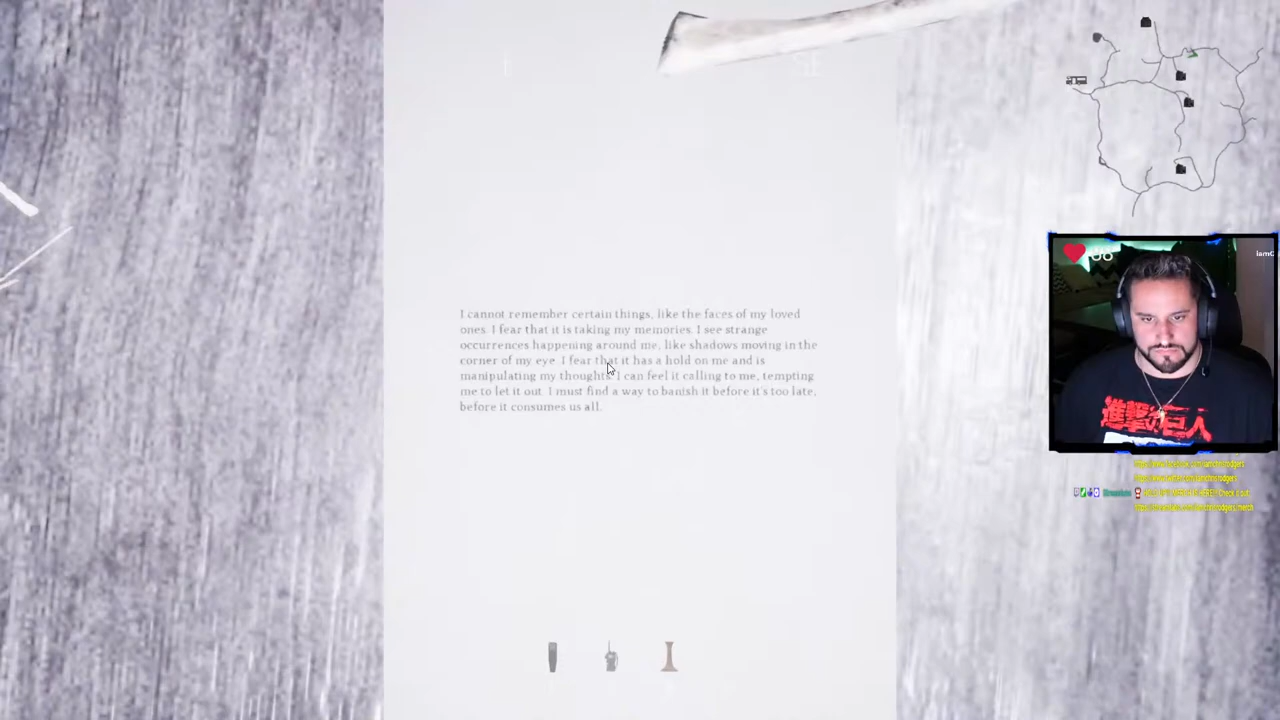 SE
I cannot remember certain things, like the faces of my loved
ones. I fear that it is taking my memories. I see strange
occurrences happening around me, like shadows moving in the
corner of my eye. I fear that it has a hold on me and is
manipulating my thoughts. I can feel it calling to me, tempting
me to let it out. I must find a way to banish it before it's too late,
before it consumes us all.
進撃の巨人